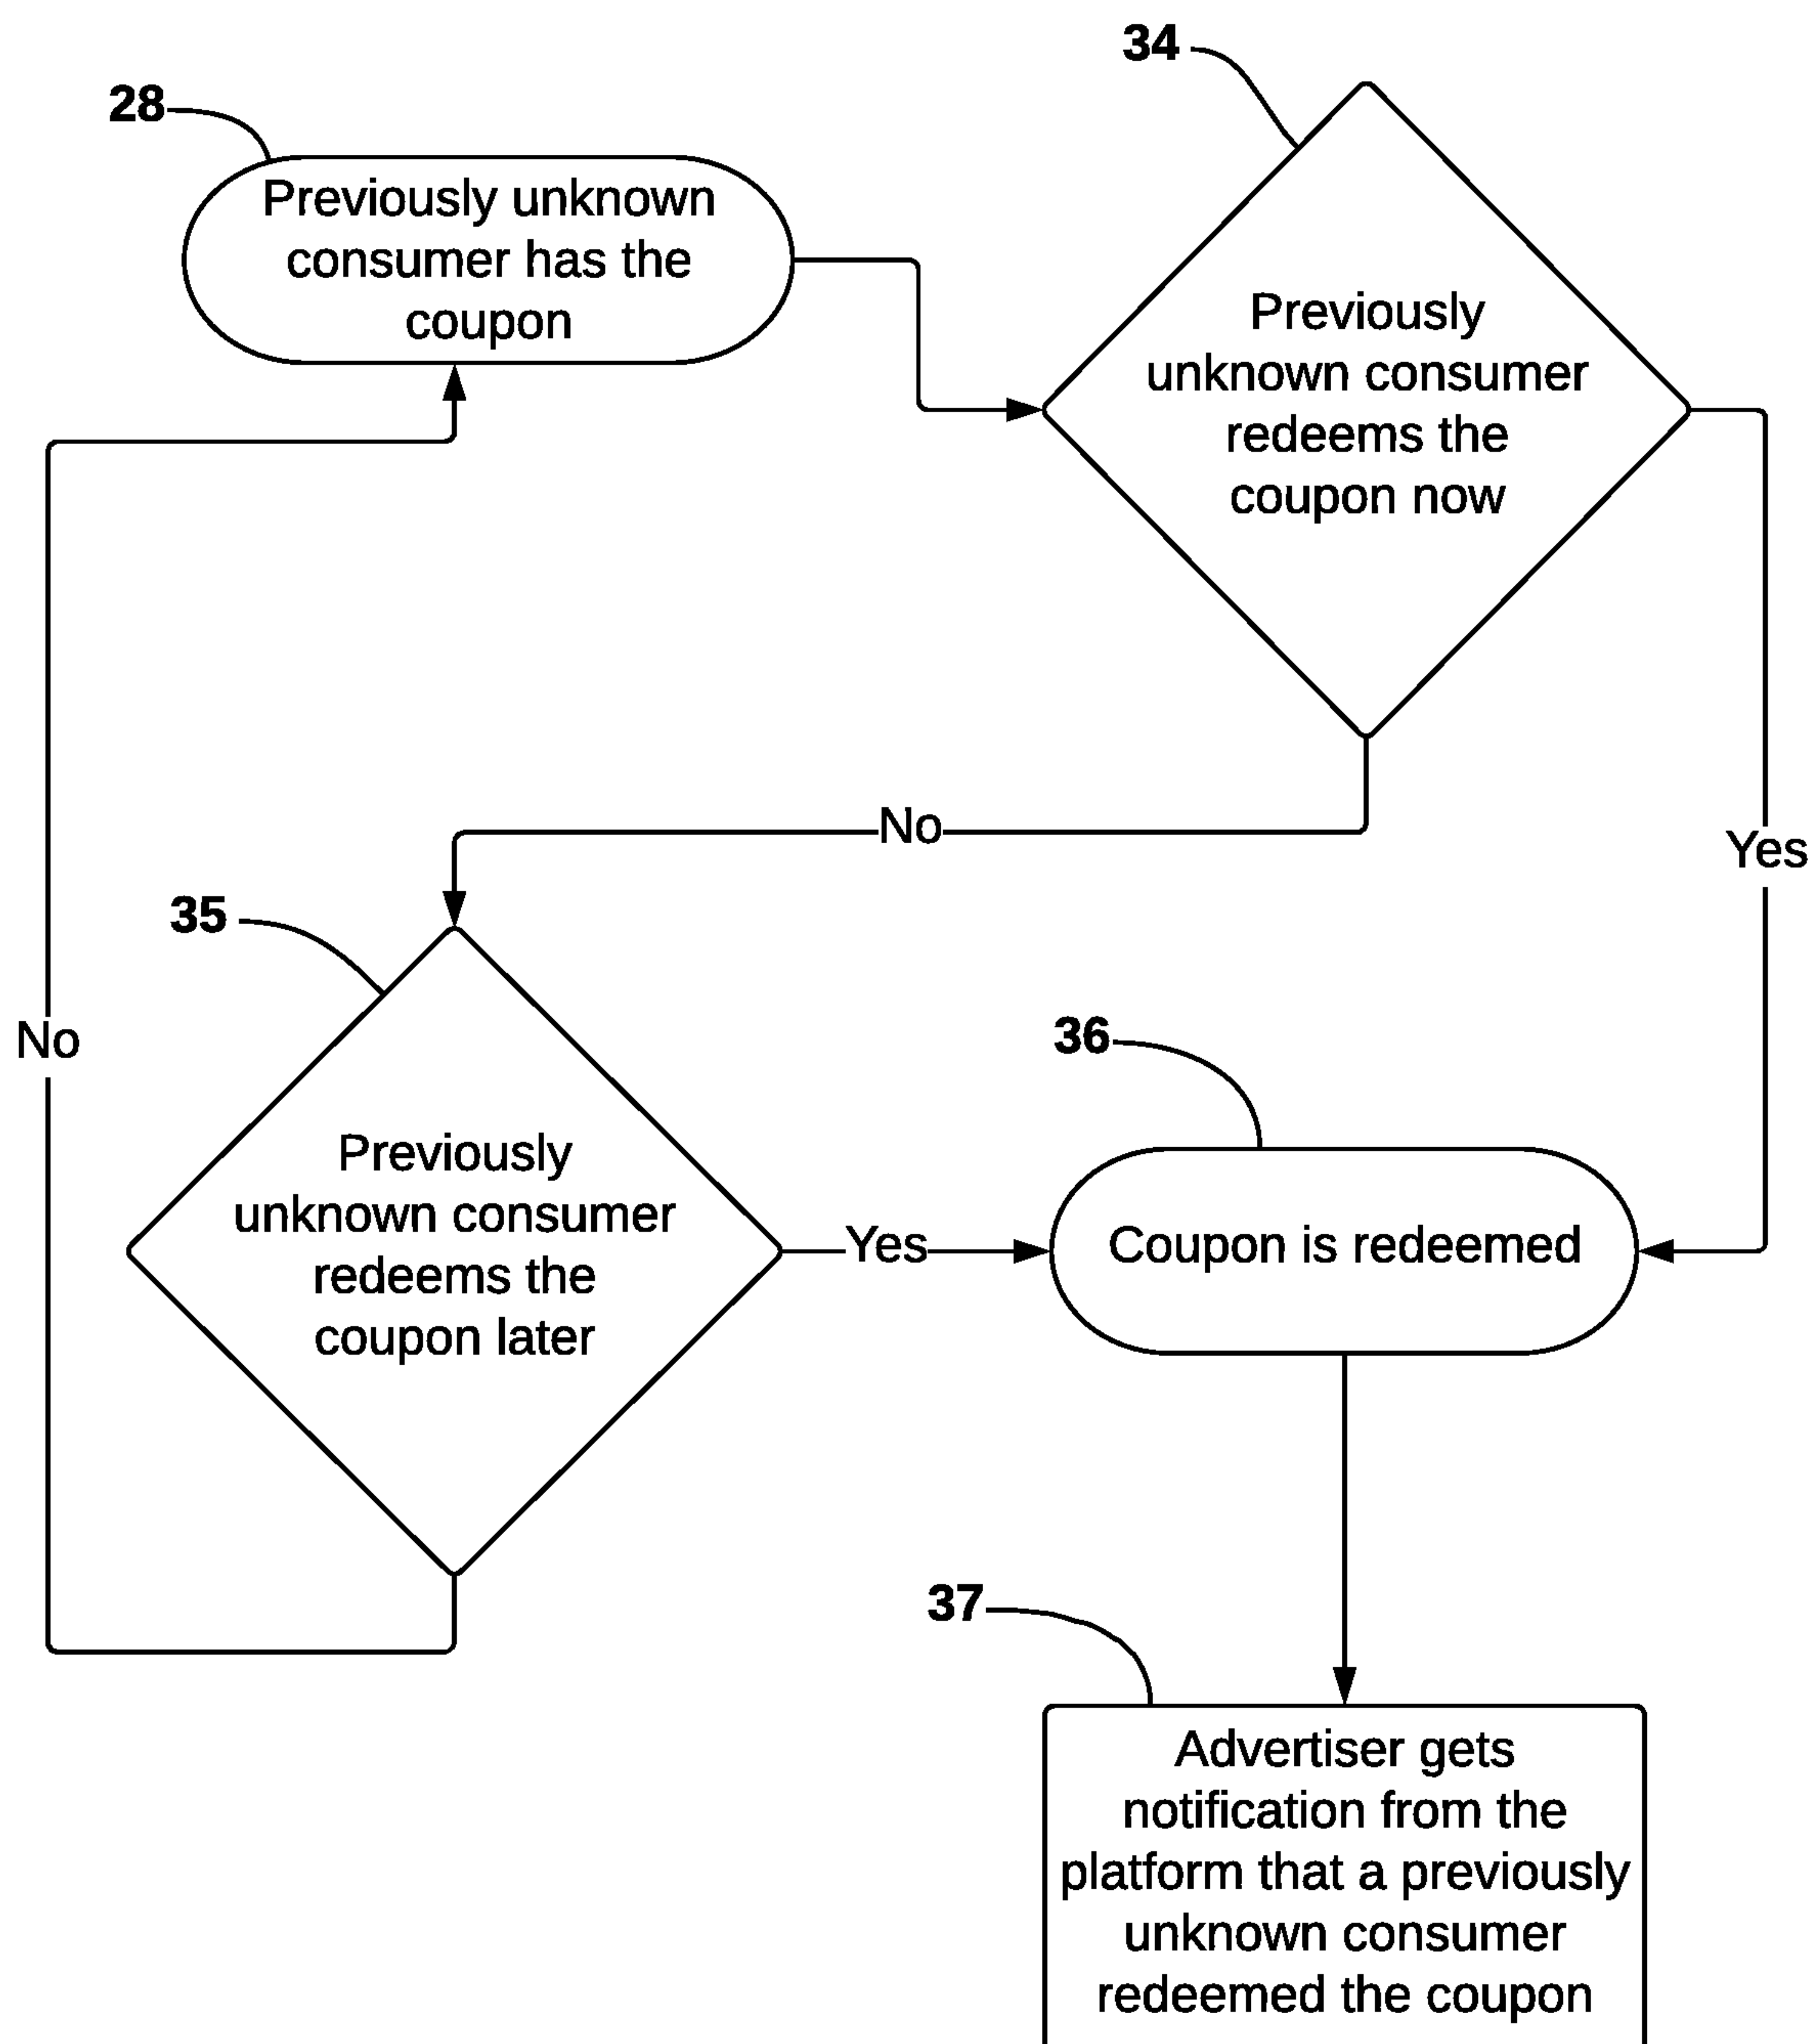 34
28
Previously unknown
consumer has the
coupon
Previously
unknown consumer
redeems the
coupon now
No
Yes
35
No
36
Previously
unknown consumer
redeems the
coupon later
Yes
Coupon is redeemed
37
Advertiser gets
notification from the
platform that a previously
unknown consumer
redeemed the coupon